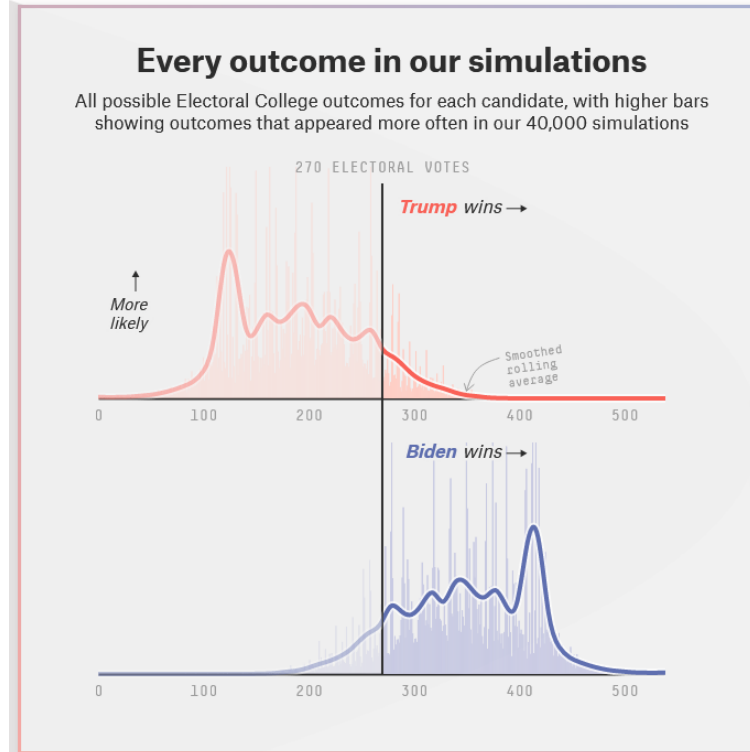 Every outcome in our simulations
All possible Electoral College outcomes for each candidate, with higher bars
showing outcomes that appeared more often in our 40,000 simulations
270 ELECTORAL VOTES
Trump wins →
↑
More
likely
Smoothed
rolling
average
0 100 200 300 400 500
Biden wins →
0 100 200 300 400 500